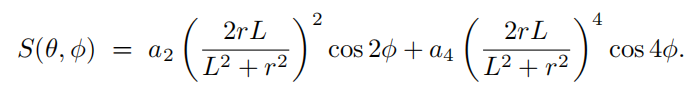 S(θ, ϕ) = a₂ (2rL / (L² + r²))² cos 2ϕ + a₄ (2rL / (L² + r²))⁴ cos 4ϕ.